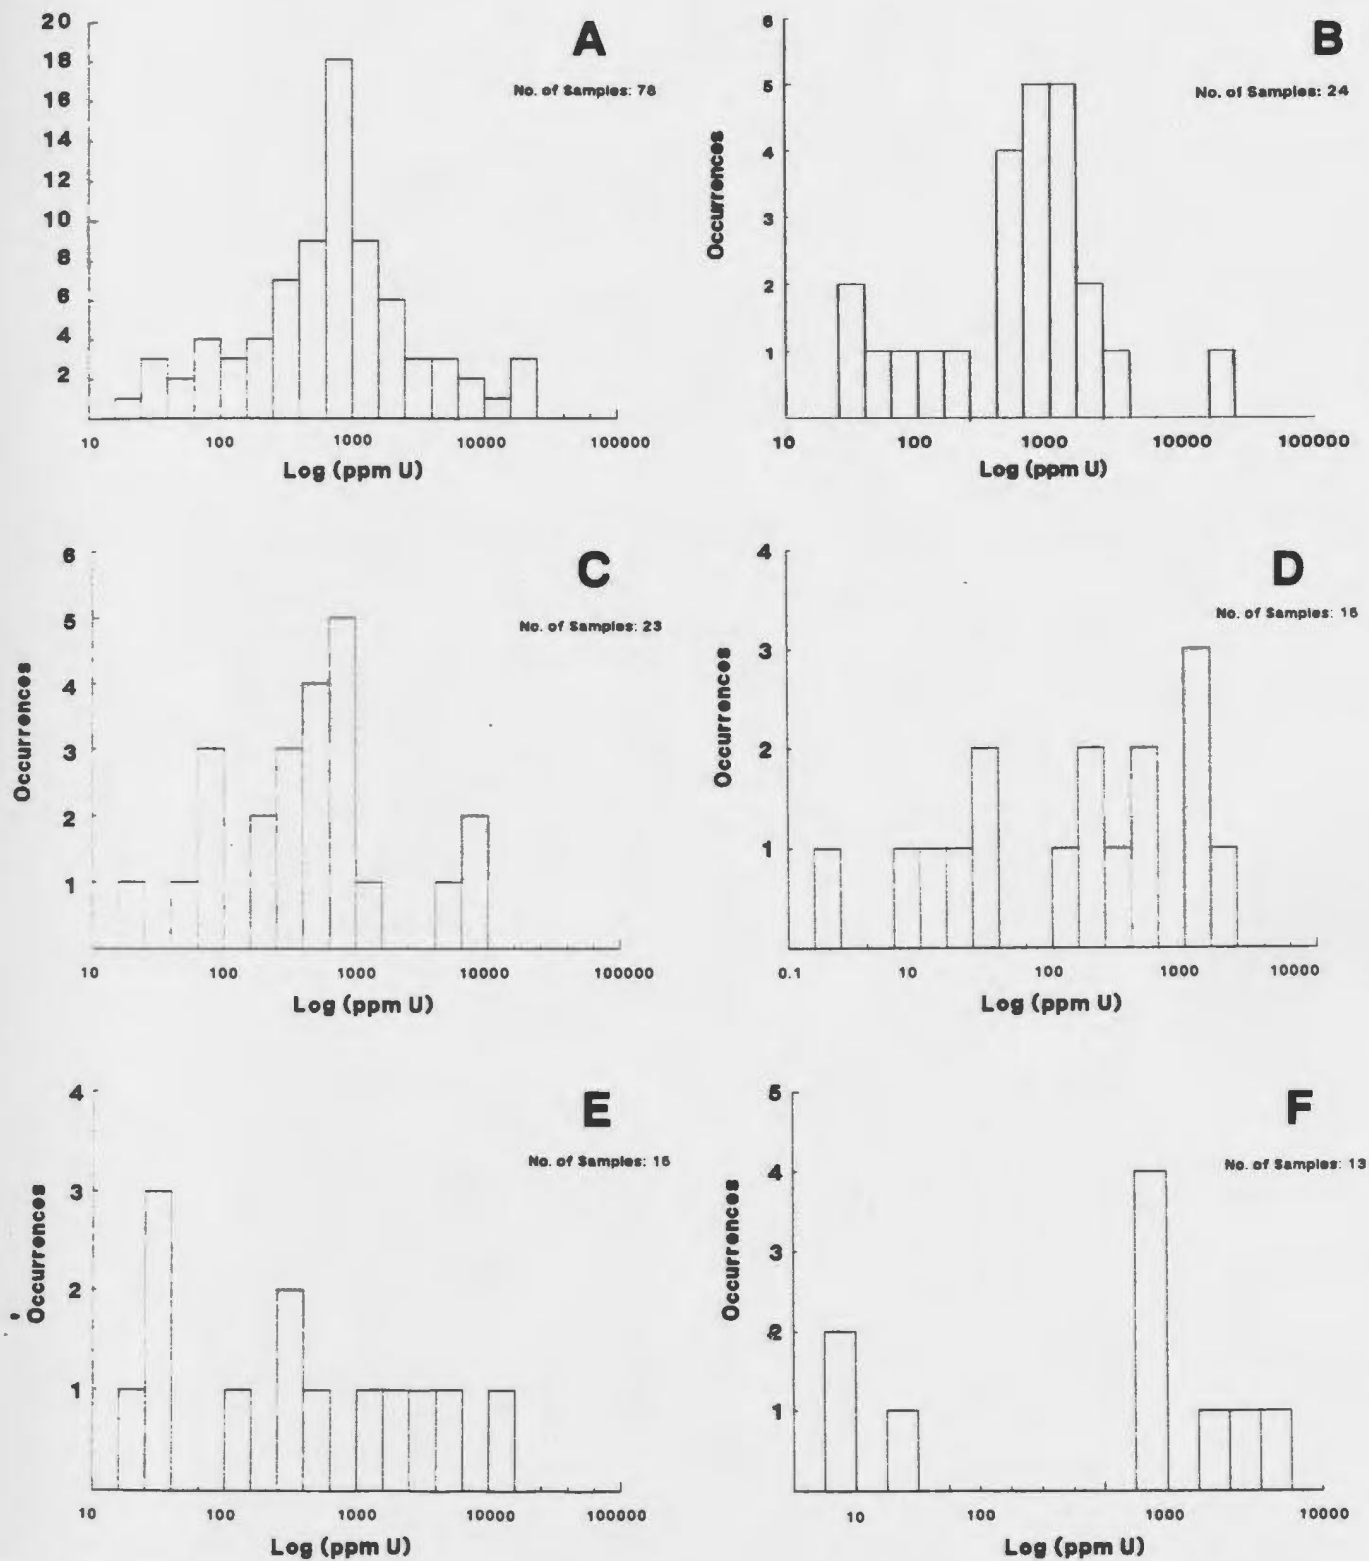 A
No. of Samples: 78
20
18
16
14
12
10
8
6
4
2
10 100 1000 10000 100000
Log (ppm U)
B
No. of Samples: 24
Occurrences
6
5
4
3
2
1
10 100 1000 10000 100000
Log (ppm U)
C
No. of Samples: 23
Occurrences
6
5
4
3
2
1
10 100 1000 10000 100000
Log (ppm U)
D
No. of Samples: 16
Occurrences
4
3
2
1
0.1 10 100 1000 10000
Log (ppm U)
E
No. of Samples: 15
Occurrences
4
3
2
1
10 100 1000 10000 100000
Log (ppm U)
F
No. of Samples: 13
Occurrences
5
4
3
2
1
10 100 1000 10000
Log (ppm U)